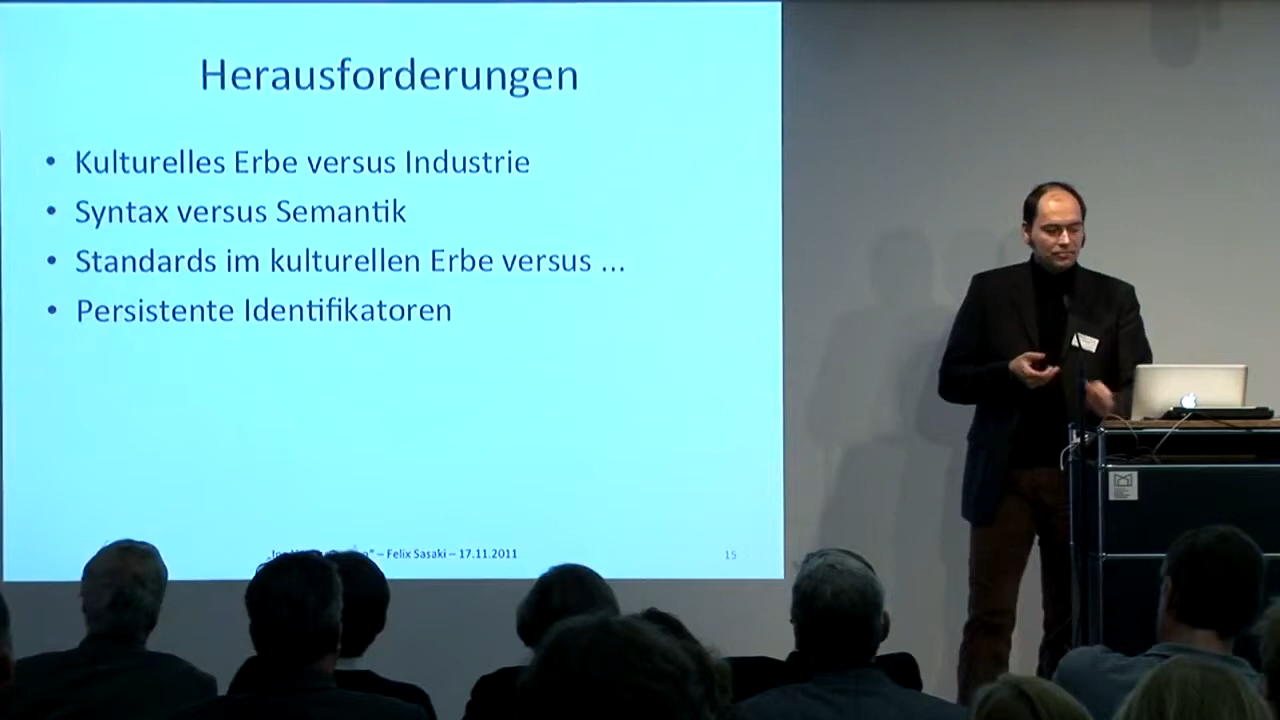 Herausforderungen
• Kulturelles Erbe versus Industrie
• Syntax versus Semantik
• Standards im kulturellen Erbe versus ...
• Persistente Identifikatoren
– Felix Sasaki – 17.11.2011
15